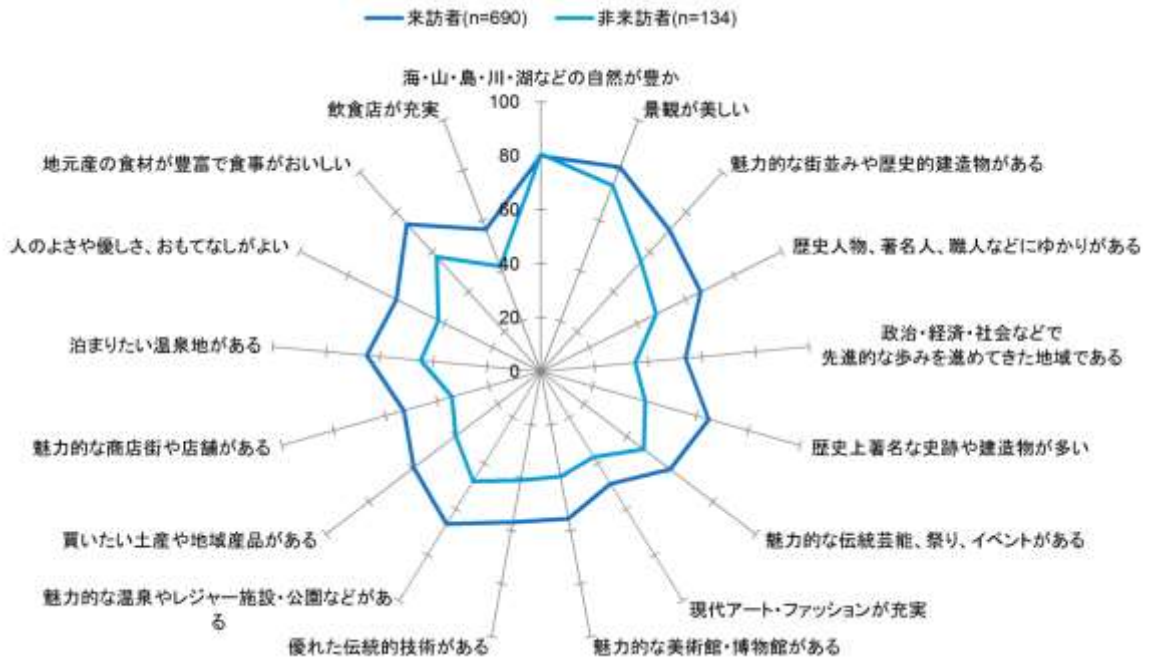 来訪者(n=690)
非来訪者(n=134)
海・山・島・川・湖などの自然が豊か
景観が美しい
魅力的な街並みや歴史的建造物がある
歴史人物、著名人、職人などにゆかりがある
政治・経済・社会などで
先進的な歩みを進めてきた地域である
歴史上著名な史跡や建造物が多い
魅力的な伝統芸能、祭り、イベントがある
現代アート・ファッションが充実
魅力的な美術館・博物館がある
優れた伝統的技術がある
魅力的な温泉やレジャー施設・公園などがあ
る
買いたい土産や地域産品がある
魅力的な商店街や店舗がある
泊まりたい温泉地がある
人のよさや優しさ、おもてなしがよい
地元産の食材が豊富で食事がおいしい
飲食店が充実
100
80
60
40
20
0